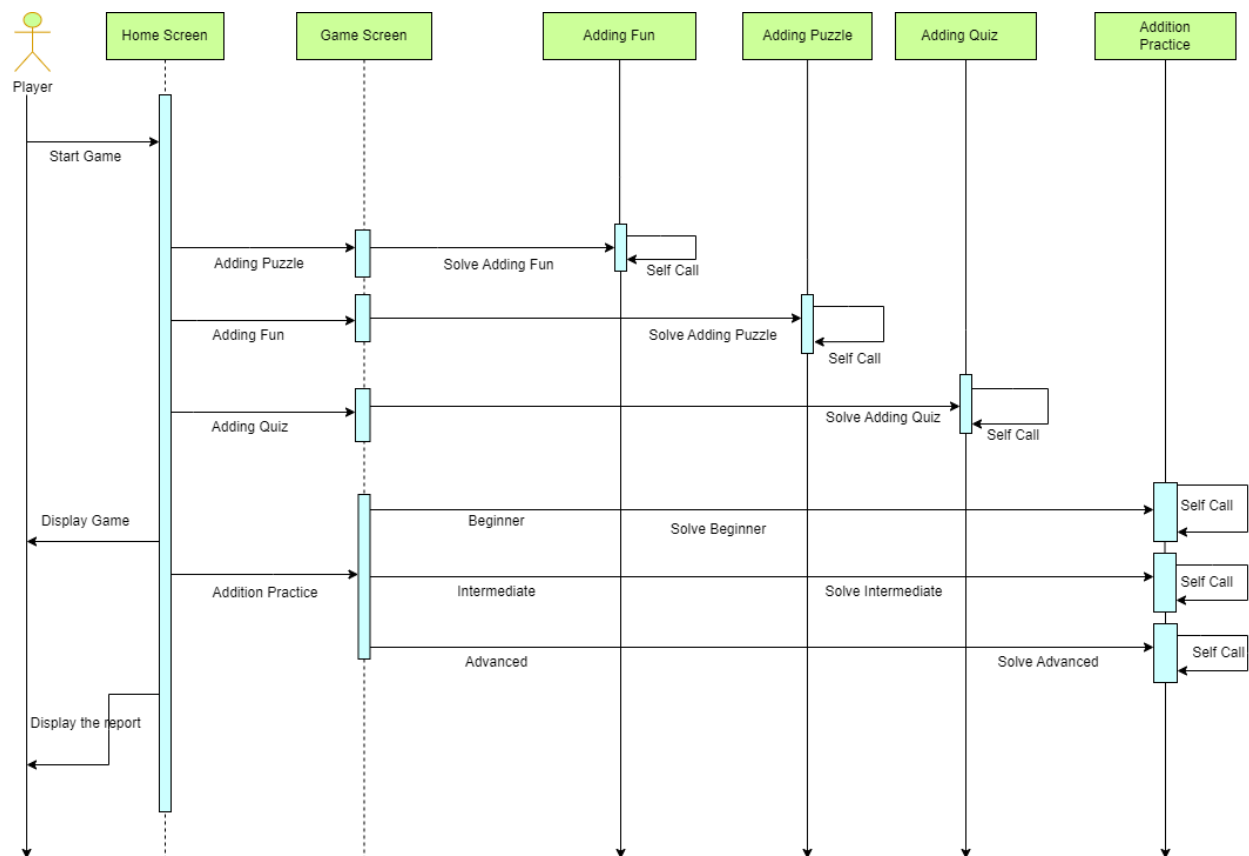 Home Screen
Game Screen
Adding Fun
Adding Puzzle
Adding Quiz
Addition
Practice
Player
Start Game
Adding Puzzle
Solve Adding Fun
Self Call
Adding Fun
Solve Adding Puzzle
Self Call
Adding Quiz
Solve Adding Quiz
Self Call
Display Game
Beginner
Solve Beginner
Self Call
Addition Practice
Intermediate
Solve Intermediate
Self Call
Advanced
Solve Advanced
Self Call
Display the report